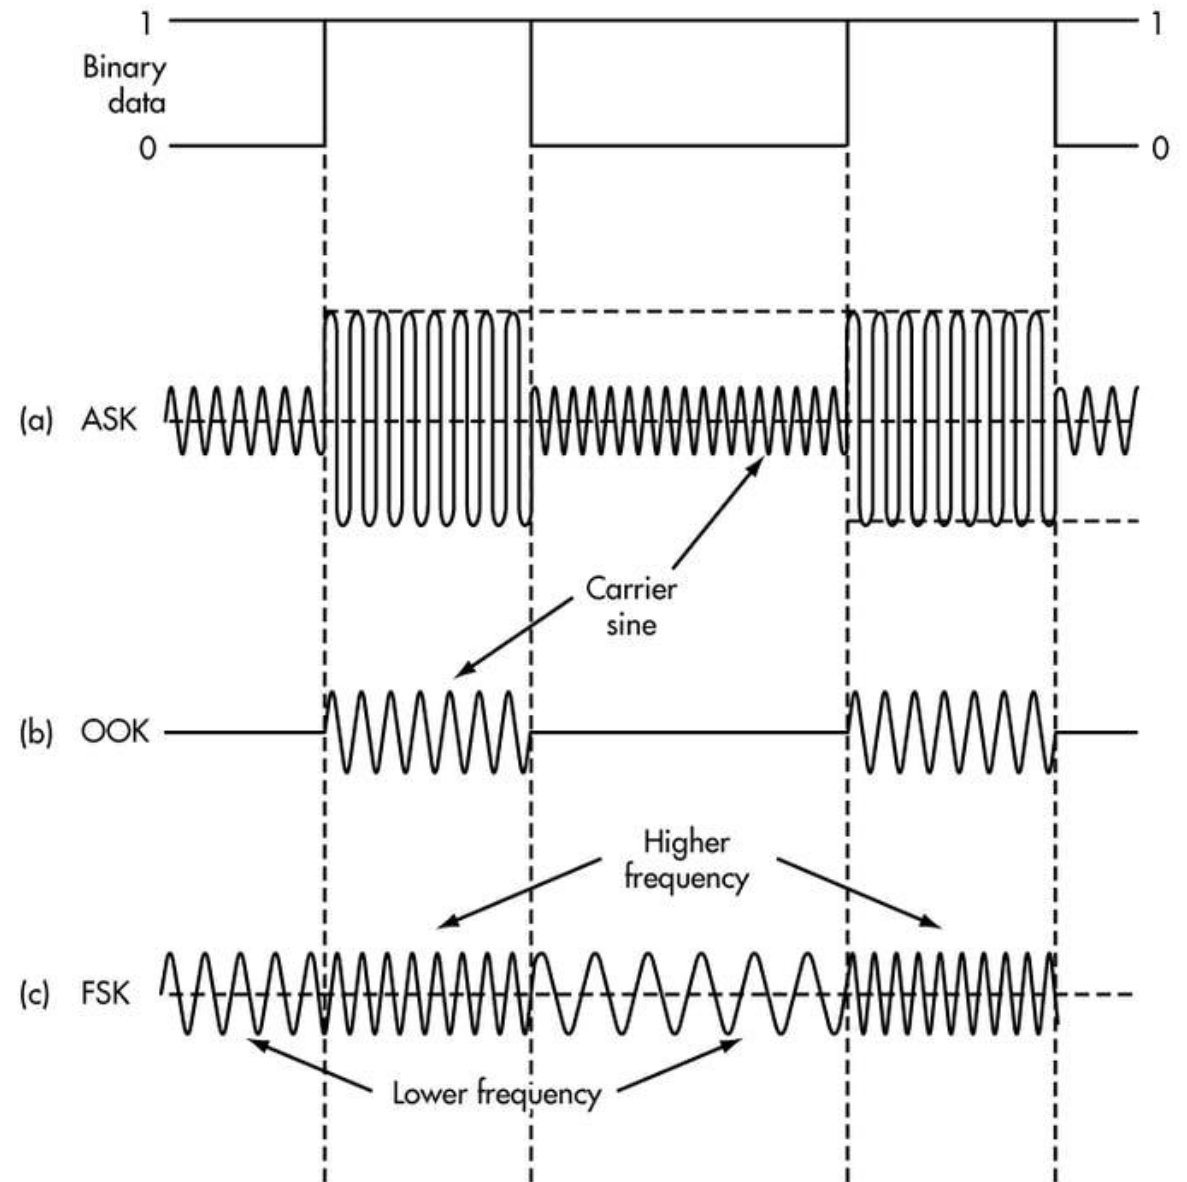 1 1
Binary
data
0 0
(a) ASK
Carrier
sine
(b) OOK
Higher
frequency
(c) FSK
Lower frequency